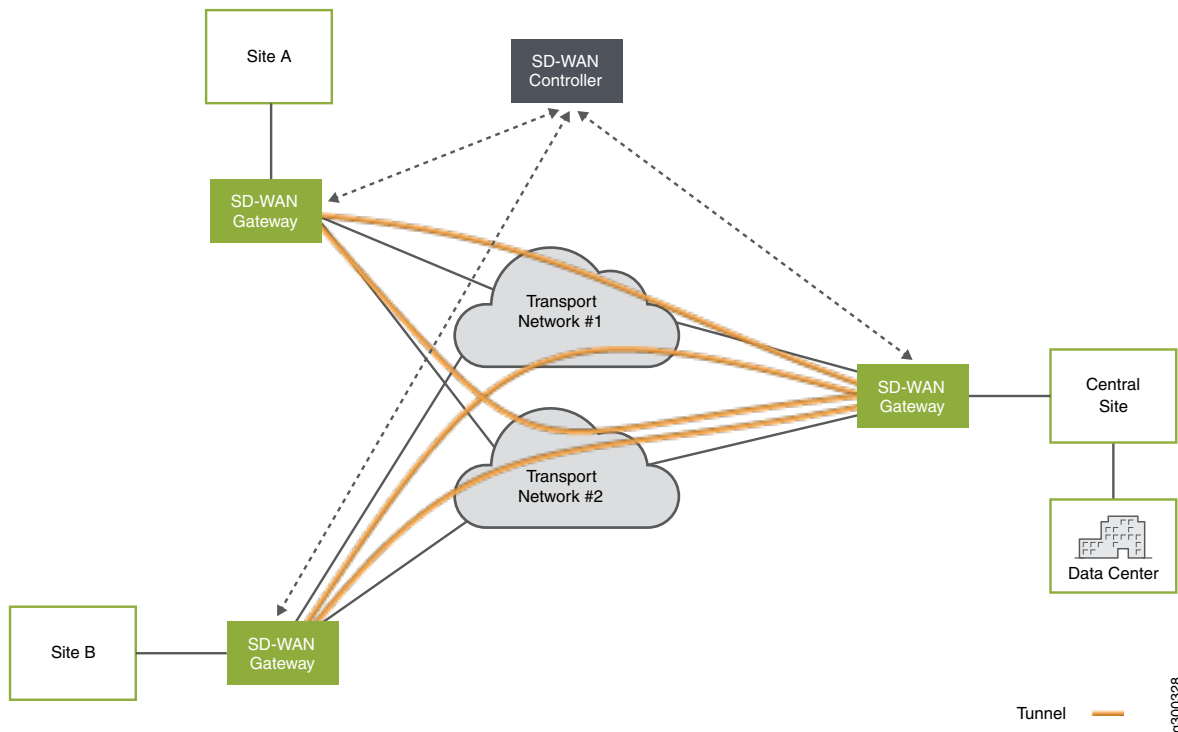 Site A
SD-WAN
Controller
SD-WAN
Gateway
Transport
Network #1
SD-WAN
Gateway
Central
Site
Transport
Network #2
Data Center
Site B
SD-WAN
Gateway
Tunnel
g300328